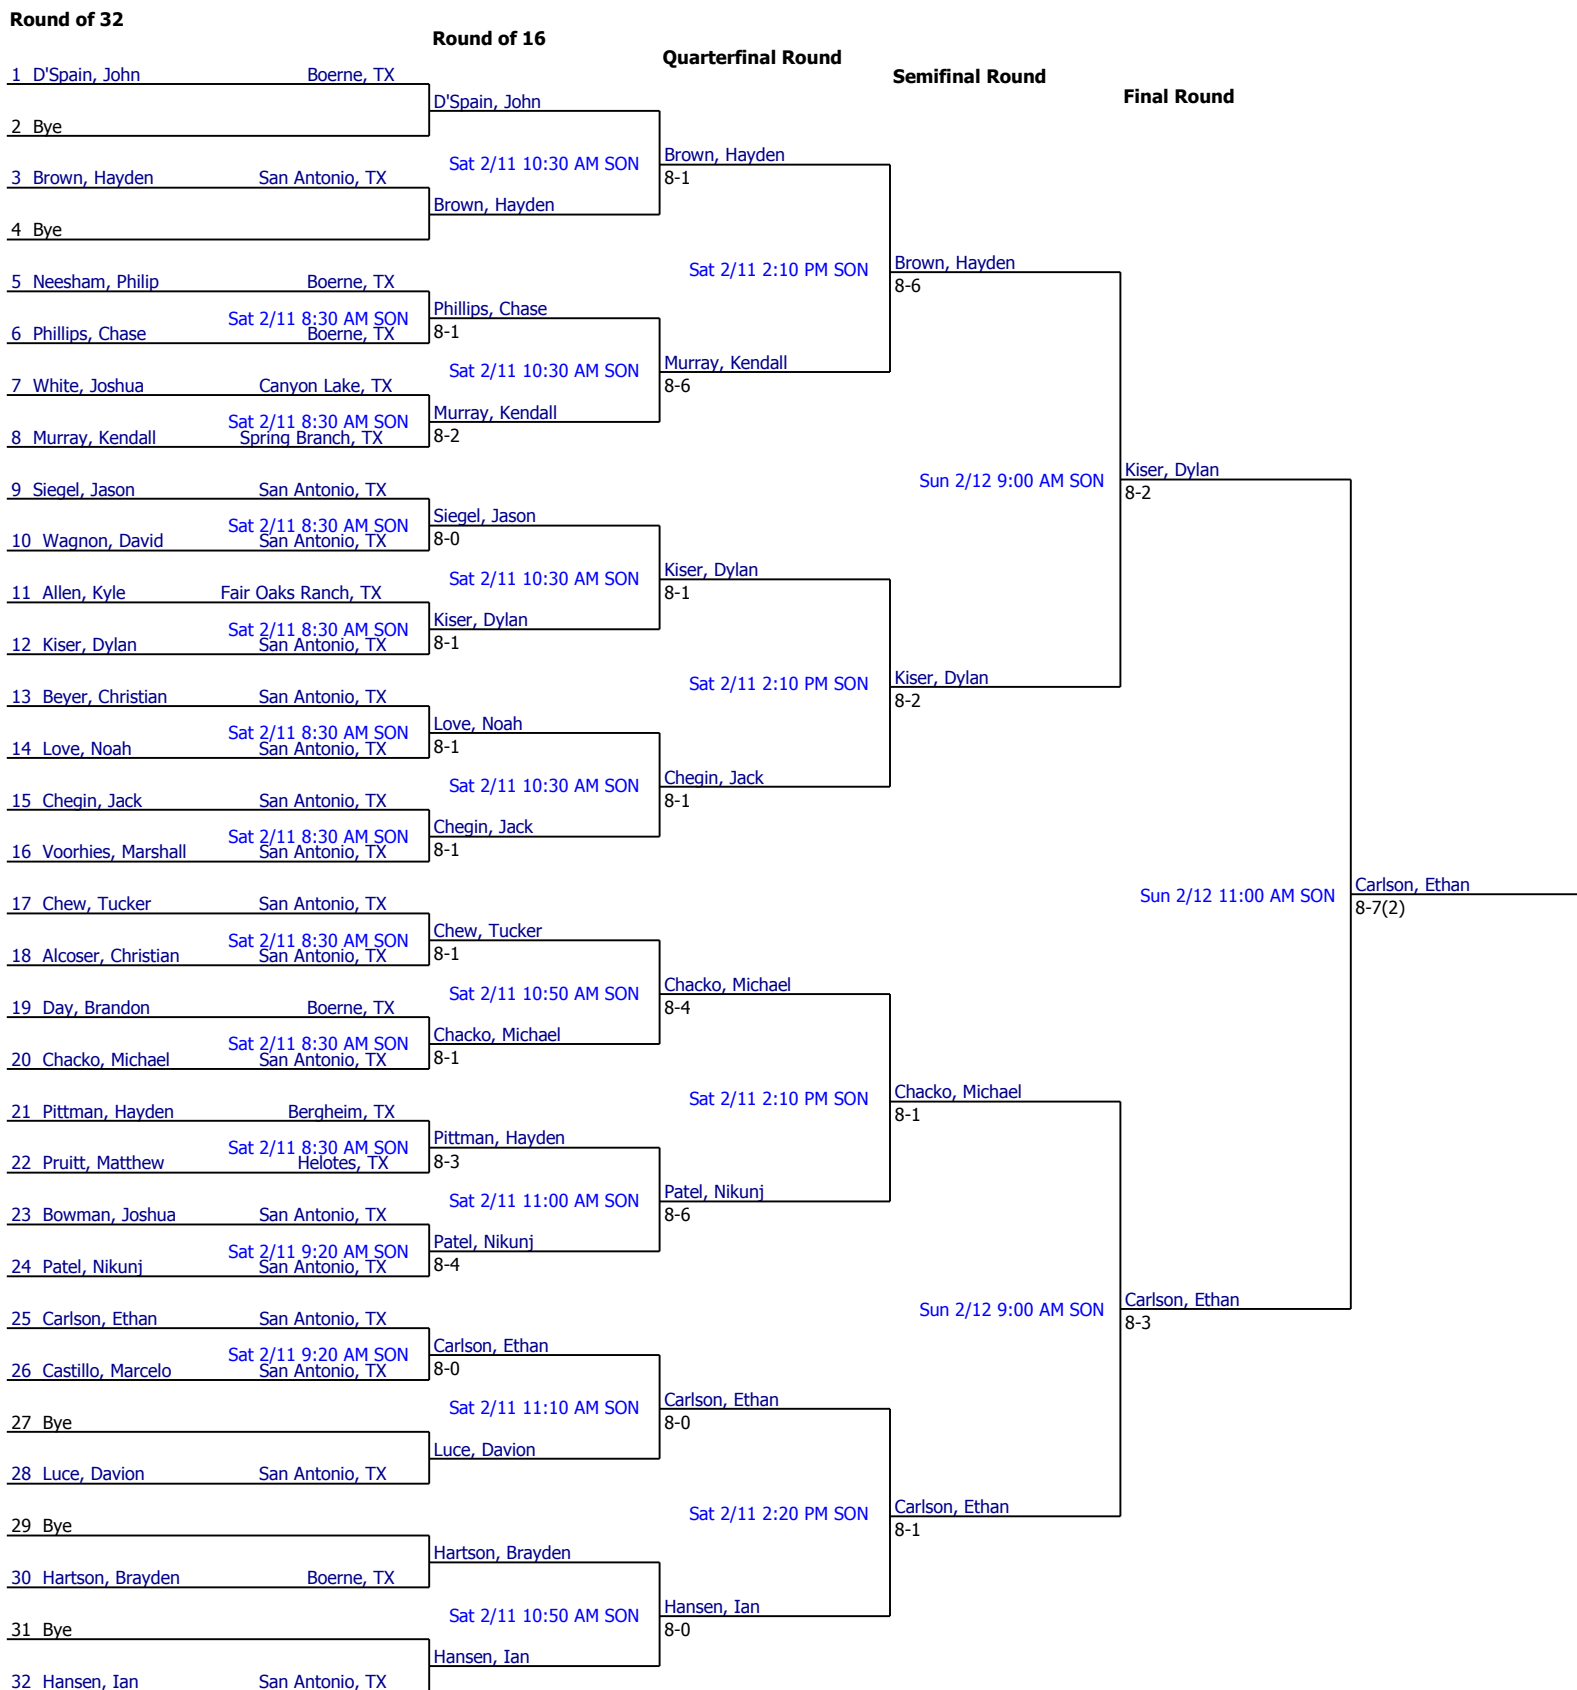 Round of 32
Round of 16
Quarterfinal Round
Semifinal Round
Final Round
1 D'Spain, John Boerne, TX
2 Bye
3 Brown, Hayden San Antonio, TX
4 Bye
5 Neesham, Philip Boerne, TX
Sat 2/11 8:30 AM SON
6 Phillips, Chase Boerne, TX
7 White, Joshua Canyon Lake, TX
Sat 2/11 8:30 AM SON
8 Murray, Kendall Spring Branch, TX
9 Siegel, Jason San Antonio, TX
Sat 2/11 8:30 AM SON
10 Wagnon, David San Antonio, TX
11 Allen, Kyle Fair Oaks Ranch, TX
Sat 2/11 8:30 AM SON
12 Kiser, Dylan San Antonio, TX
13 Beyer, Christian San Antonio, TX
Sat 2/11 8:30 AM SON
14 Love, Noah San Antonio, TX
15 Chegin, Jack San Antonio, TX
Sat 2/11 8:30 AM SON
16 Voorhies, Marshall San Antonio, TX
17 Chew, Tucker San Antonio, TX
Sat 2/11 8:30 AM SON
18 Alcoser, Christian San Antonio, TX
19 Day, Brandon Boerne, TX
Sat 2/11 8:30 AM SON
20 Chacko, Michael San Antonio, TX
21 Pittman, Hayden Bergheim, TX
Sat 2/11 8:30 AM SON
22 Pruitt, Matthew Helotes, TX
23 Bowman, Joshua San Antonio, TX
Sat 2/11 9:20 AM SON
24 Patel, Nikunj San Antonio, TX
25 Carlson, Ethan San Antonio, TX
Sat 2/11 9:20 AM SON
26 Castillo, Marcelo San Antonio, TX
27 Bye
28 Luce, Davion San Antonio, TX
29 Bye
30 Hartson, Brayden Boerne, TX
31 Bye
32 Hansen, Ian San Antonio, TX
D'Spain, John
Sat 2/11 10:30 AM SON
Brown, Hayden
Phillips, Chase
8-1
Sat 2/11 10:30 AM SON
Murray, Kendall
8-2
Siegel, Jason
8-0
Sat 2/11 10:30 AM SON
Kiser, Dylan
8-1
Love, Noah
8-1
Sat 2/11 10:30 AM SON
Chegin, Jack
8-1
Chew, Tucker
8-1
Sat 2/11 10:50 AM SON
Chacko, Michael
8-1
Pittman, Hayden
8-3
Sat 2/11 11:00 AM SON
Patel, Nikunj
8-4
Carlson, Ethan
8-0
Sat 2/11 11:10 AM SON
Luce, Davion
Hartson, Brayden
Sat 2/11 10:50 AM SON
Hansen, Ian
Brown, Hayden
8-1
Sat 2/11 2:10 PM SON
Murray, Kendall
8-6
Kiser, Dylan
8-1
Sat 2/11 2:10 PM SON
Chegin, Jack
8-1
Chacko, Michael
8-4
Sat 2/11 2:10 PM SON
Patel, Nikunj
8-6
Carlson, Ethan
8-0
Sat 2/11 2:20 PM SON
Hansen, Ian
8-0
Brown, Hayden
8-6
Sun 2/12 9:00 AM SON
Kiser, Dylan
8-2
Chacko, Michael
8-1
Sun 2/12 9:00 AM SON
Carlson, Ethan
8-1
Kiser, Dylan
8-2
Sun 2/12 11:00 AM SON
Carlson, Ethan
8-3
Carlson, Ethan
8-7(2)